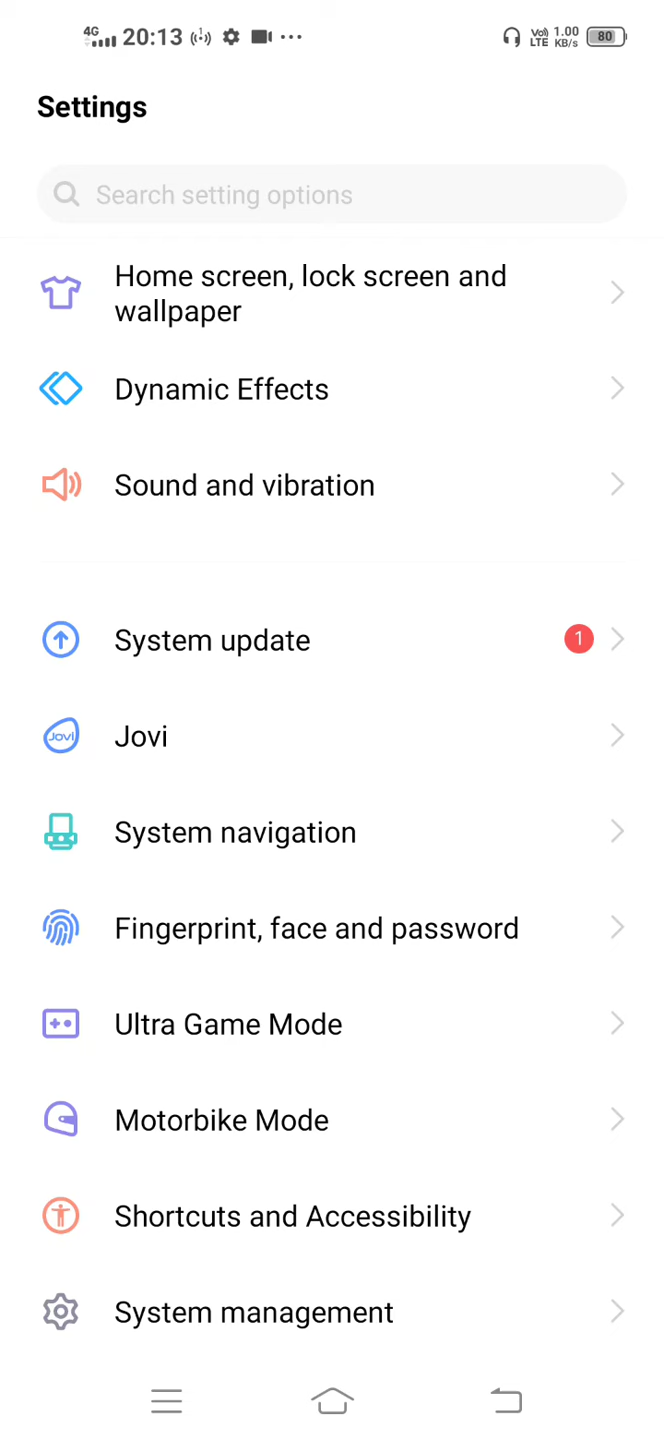 4G 20:13 VoI) LTE 1.00 KB/s 80
Settings
Search setting options
Home screen, lock screen and
wallpaper
Dynamic Effects
Sound and vibration
System update 1
Jovi Jovi
System navigation
Fingerprint, face and password
Ultra Game Mode
Motorbike Mode
Shortcuts and Accessibility
System management